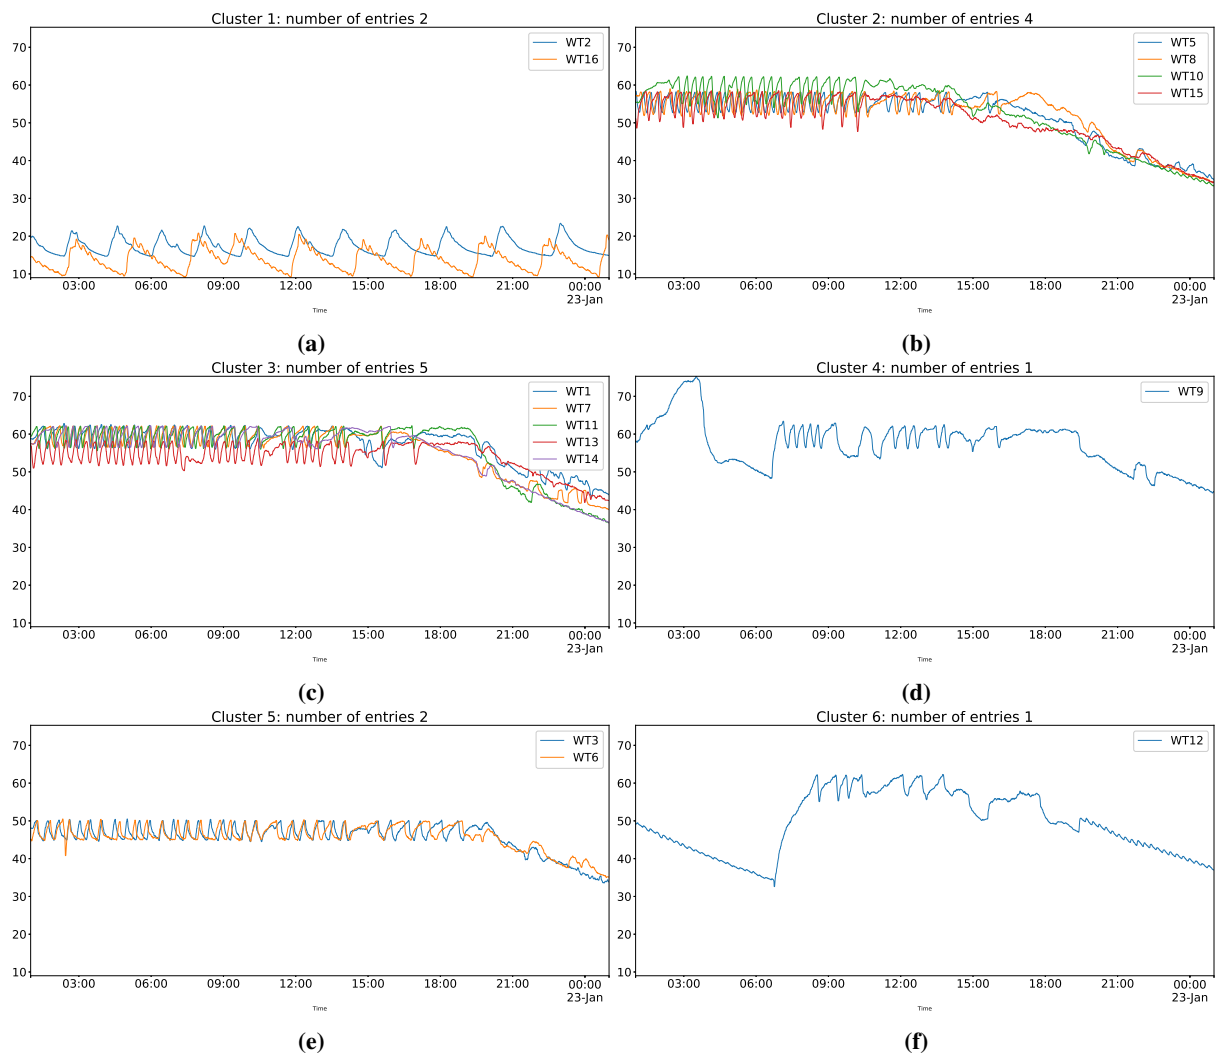 Cluster 1: number of entries 2
70
60
50
40
30
20
10
WT2
WT16
03:00 06:00 09:00 12:00 15:00 18:00 21:00 00:00
23-Jan
Time
(a)
Cluster 2: number of entries 4
70
60
50
40
30
20
10
WT5
WT8
WT10
WT15
03:00 06:00 09:00 12:00 15:00 18:00 21:00 00:00
23-Jan
Time
(b)
Cluster 3: number of entries 5
70
60
50
40
30
20
10
WT1
WT7
WT11
WT13
WT14
03:00 06:00 09:00 12:00 15:00 18:00 21:00 00:00
23-Jan
Time
(c)
Cluster 4: number of entries 1
70
60
50
40
30
20
10
WT9
03:00 06:00 09:00 12:00 15:00 18:00 21:00 00:00
23-Jan
Time
(d)
Cluster 5: number of entries 2
70
60
50
40
30
20
10
WT3
WT6
03:00 06:00 09:00 12:00 15:00 18:00 21:00 00:00
23-Jan
Time
(e)
Cluster 6: number of entries 1
70
60
50
40
30
20
10
WT12
03:00 06:00 09:00 12:00 15:00 18:00 21:00 00:00
23-Jan
Time
(f)